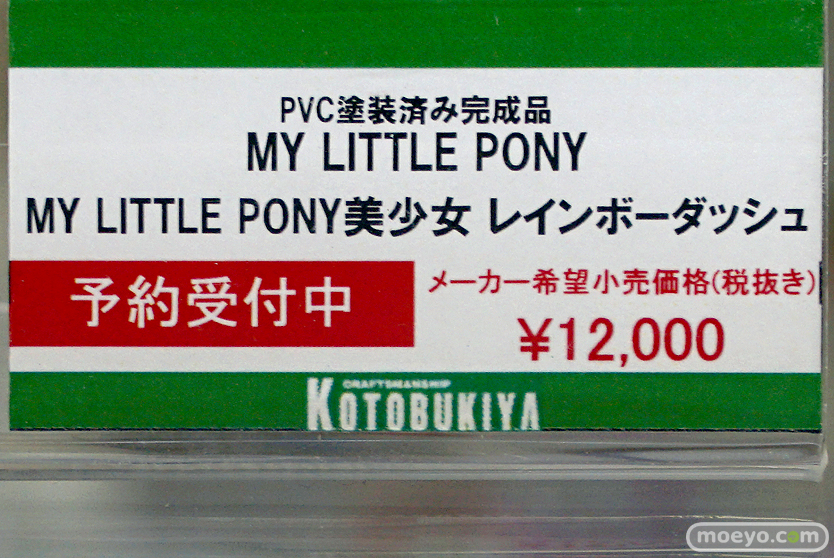 PVC塗装済み完成品
MY LITTLE PONY
MY LITTLE PONY美少女 レインボーダッシュ
予約受付中
メーカー希望小売価格(税抜き)
¥12,000
CRAFTSMANSHIP
KOTOBUKIYA
moeyo.com